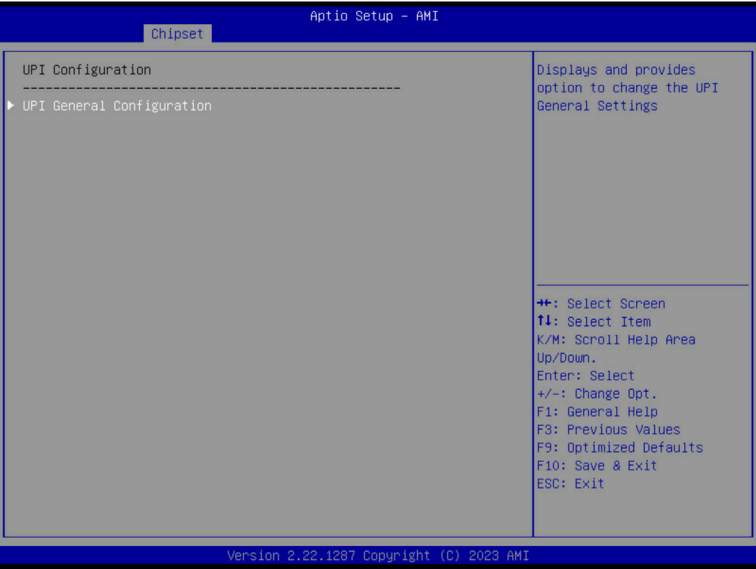 Aptio Setup – AMI
Chipset
UPI Configuration
--------------------------------------------------
▶ UPI General Configuration
Displays and provides
option to change the UPI
General Settings
→←: Select Screen
↑↓: Select Item
K/M: Scroll Help Area
Up/Down.
Enter: Select
+/-: Change Opt.
F1: General Help
F3: Previous Values
F9: Optimized Defaults
F10: Save & Exit
ESC: Exit
Version 2.22.1287 Copyright (C) 2023 AMI